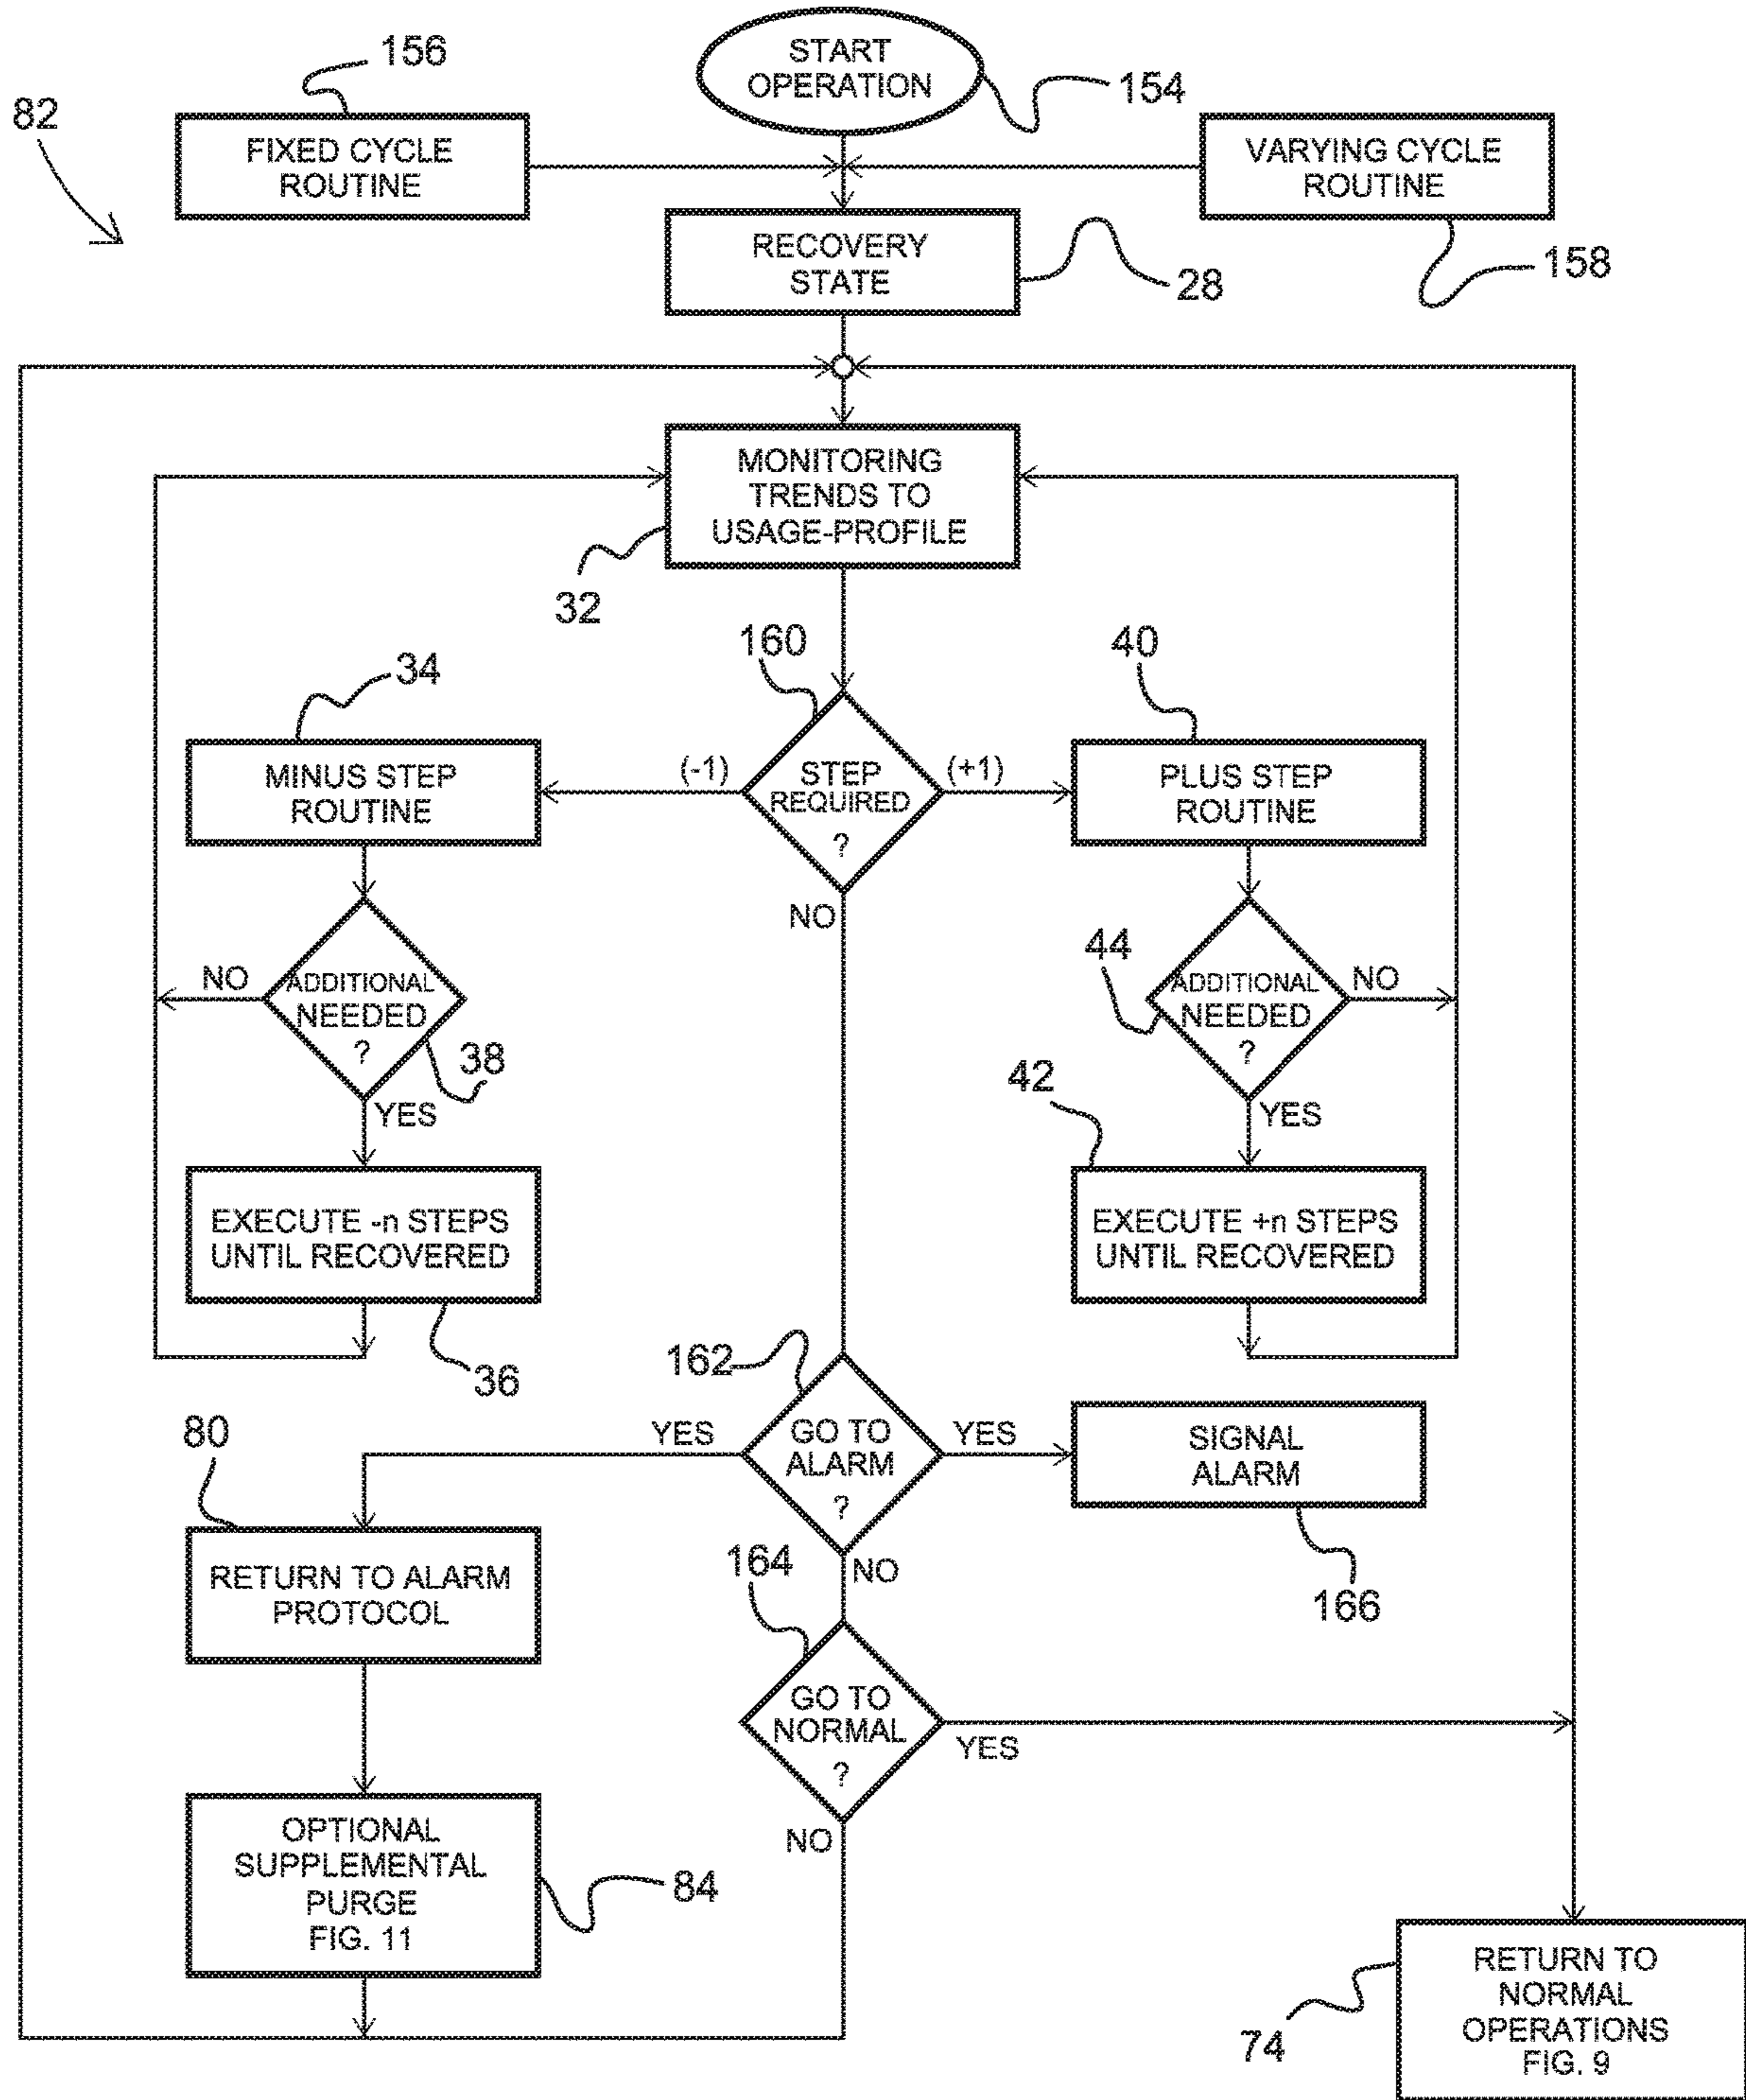 156
START
OPERATION
154
82
FIXED CYCLE
ROUTINE
VARYING CYCLE
ROUTINE
158
RECOVERY
STATE
28
MONITORING
TRENDS TO
USAGE-PROFILE
32
160
40
34
MINUS STEP
ROUTINE
(-1)
STEP
REQUIRED
?
(+1)
PLUS STEP
ROUTINE
NO
44
NO
ADDITIONAL
NEEDED
?
38
YES
ADDITIONAL
NEEDED
?
NO
42
YES
EXECUTE -n STEPS
UNTIL RECOVERED
36
EXECUTE +n STEPS
UNTIL RECOVERED
162
80
YES
GO TO
ALARM
?
YES
SIGNAL
ALARM
166
NO
RETURN TO ALARM
PROTOCOL
164
GO TO
NORMAL
?
YES
NO
OPTIONAL
SUPPLEMENTAL
PURGE
FIG. 11
84
RETURN TO
NORMAL
OPERATIONS
FIG. 9
74